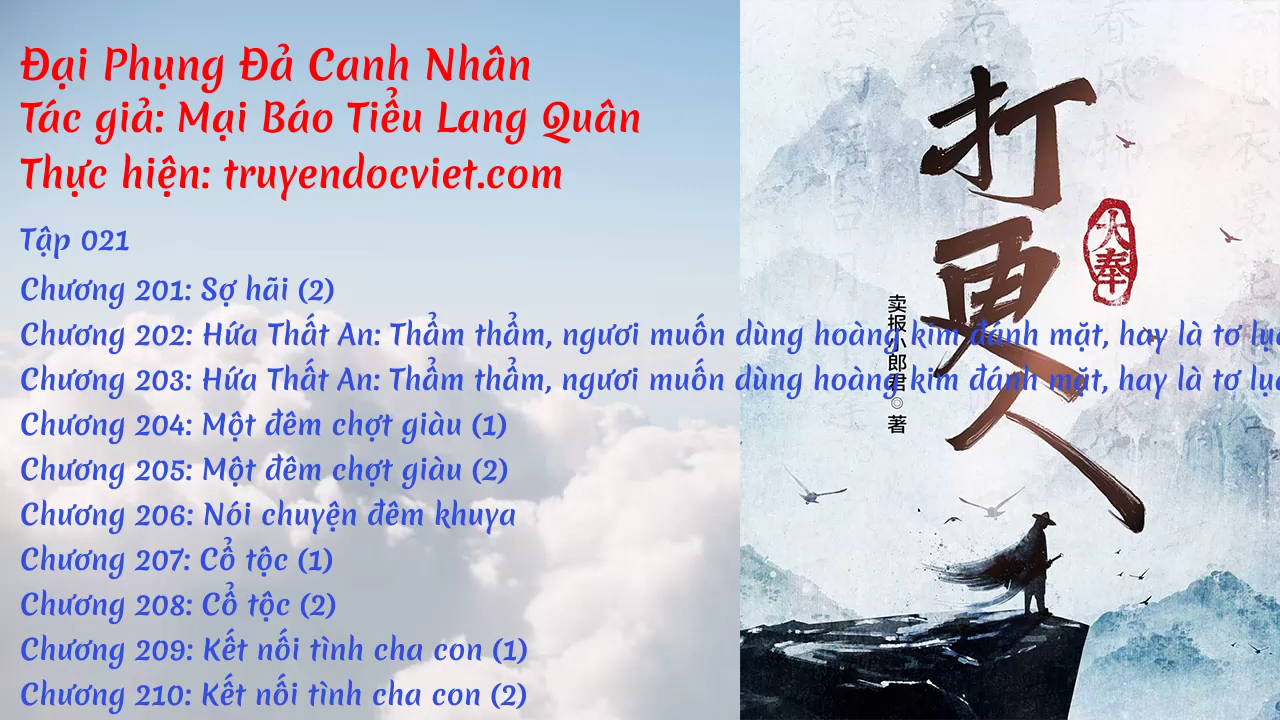 Đại Phụng Đả Canh Nhân
Tác giả: Mại Báo Tiểu Lang Quân
Thực hiện: truyendocviet.com
Tập 021
Chương 201: Sợ hãi (2)
Chương 202: Hứa Thất An: Thẩm thẩm, ngươi muốn dùng hoàng kim đánh mặt, hay là tơ
Chương 203: Hứa Thất An: Thẩm thẩm, ngươi muốn dùng hoàng kim đánh mặt, hay là tơ
Chương 204: Một đêm chợt giàu (1)
Chương 205: Một đêm chợt giàu (2)
Chương 206: Nói chuyện đêm khuya
Chương 207: Cổ tộc (1)
Chương 208: Cổ tộc (2)
Chương 209: Kết nối tình cha con (1)
Chương 210: Kết nối tình cha con (2)
打更人
大奉
卖报小郎君◎著